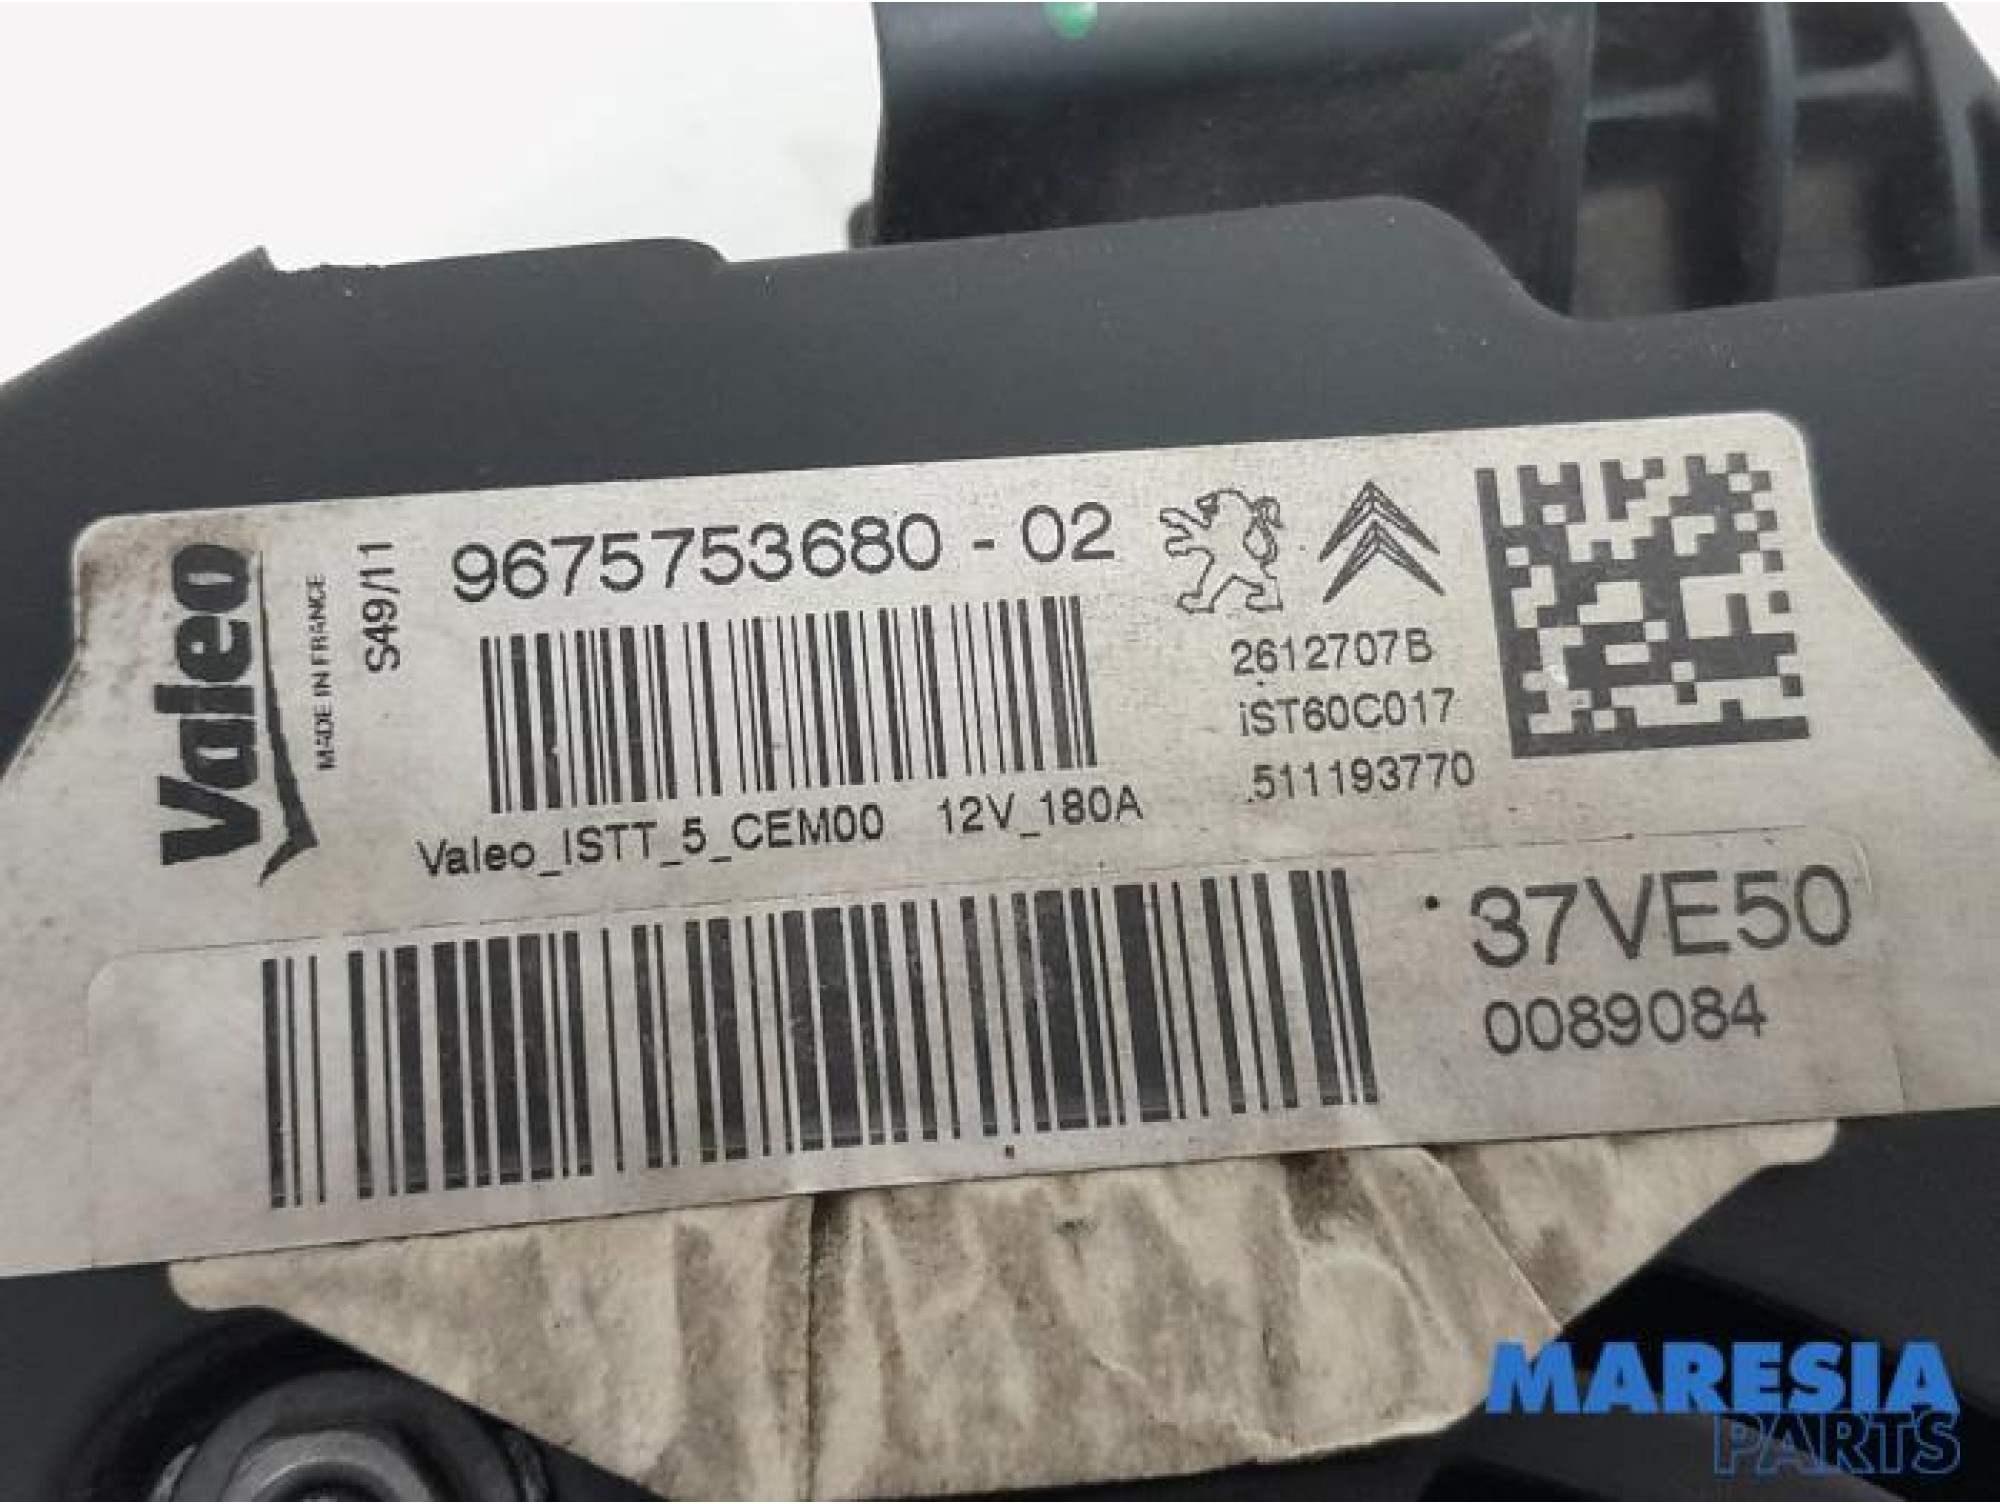 Valeo
MADE IN FRANCE
S49/11
9675753680 - 02
2612707B
iST60C017
511193770
Valeo_ISTT_5_CEM00 12V_180A
37VE50
0089084
MARESIA
PARTS